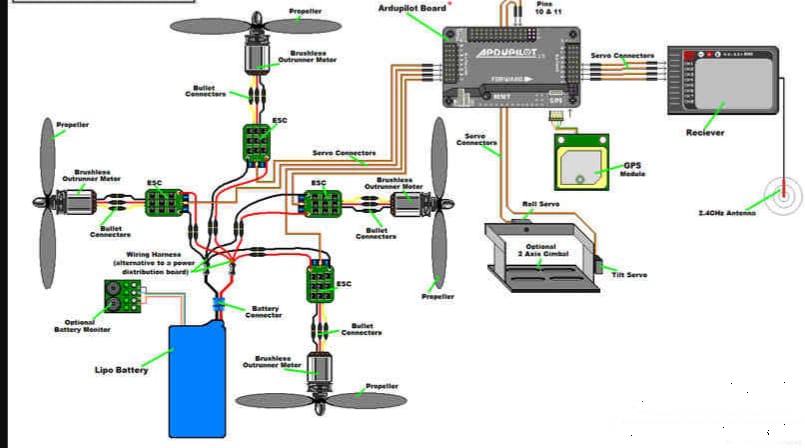 Propeller
Ardupilot Board
Pins
10 & 11
Brushless
Outrunner Motor
ARDUPILOT
Servo Connectors
FORWARD
Bullet
Connectors
RESET
GPS
ESC
Propeller
Servo
Connectors
Reciever
Servo Connectors
GPS
Module
Brushless
Outrunner Motor
ESC
ESC
Brushless
Outrunner Motor
Roll Servo
2.4GHz Antenna
Bullet
Connectors
Bullet
Connectors
Optional
2 Axis Gimbal
Wiring Harness
(alternative to a power
distribution board)
Tilt Servo
ESC
Propeller
Battery
Connector
Optional
Battery Monitor
Bullet
Connectors
Brushless
Outrunner Motor
Lipo Battery
Propeller